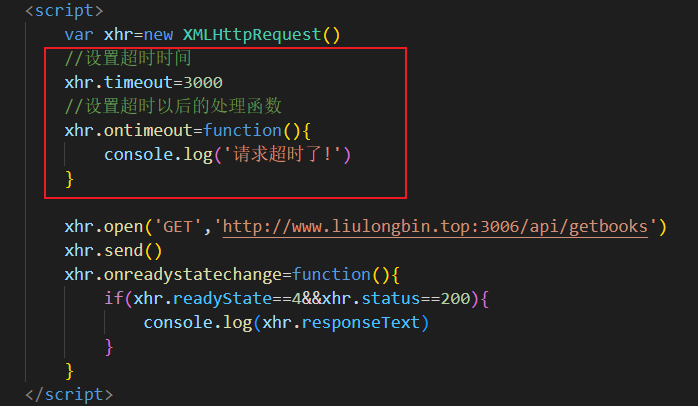 <script>
var xhr=new XMLHttpRequest()
//设置超时时间
xhr.timeout=3000
//设置超时以后的处理函数
xhr.ontimeout=function(){
console.log('请求超时了!')
}
xhr.open('GET','http://www.liulongbin.top:3006/api/getbooks')
xhr.send()
xhr.onreadystatechange=function(){
if(xhr.readyState==4&&xhr.status==200){
console.log(xhr.responseText)
}
}
</script>